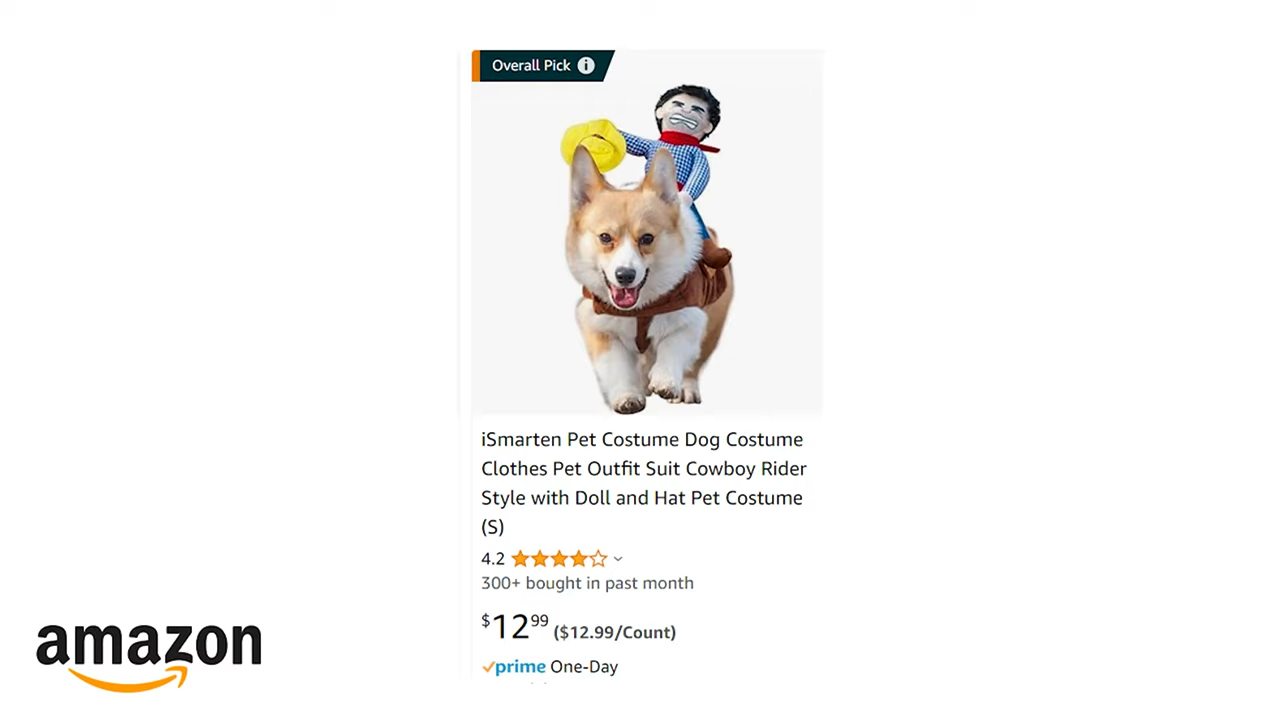 Overall Pick
iSmarten Pet Costume Dog Costume
Clothes Pet Outfit Suit Cowboy Rider
Style with Doll and Hat Pet Costume
(S)
4.2
300+ bought in past month
$12.99 ($12.99/Count)
prime One-Day
amazon